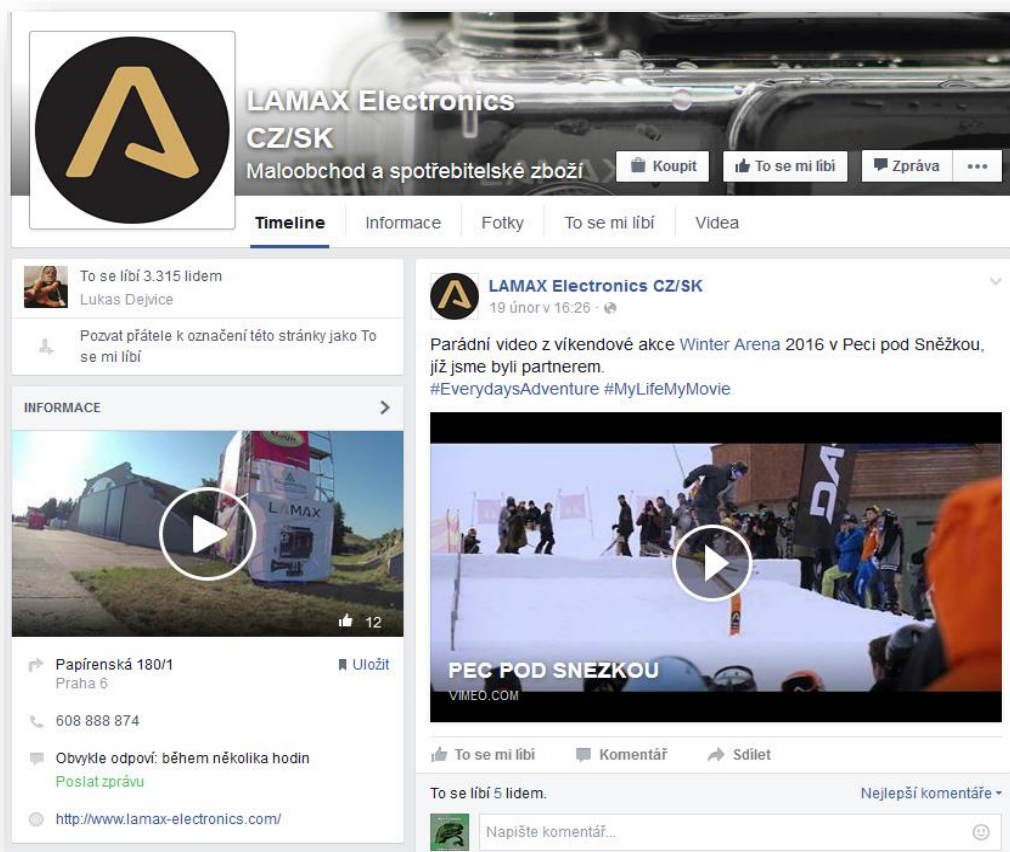 LAMAX Electronics
CZ/SK
Maloobchod a spotřebitelské zboží
Koupit
To se mi líbí
Zpráva
Timeline
Informace
Fotky
To se mi líbí
Videa
To se líbí 3.315 lidem
Lukas Dejvice
Pozvat přátele k označení této stránky jako To
se mi líbí
INFORMACE
LAMAX
12
Papírenská 180/1
Uložit
Praha 6
608 888 874
Obvykle odpoví: během několika hodin
Poslat zprávu
http://www.lamax-electronics.com/
LAMAX Electronics CZ/SK
19 únor v 16:26 ·
Parádní video z víkendové akce Winter Arena 2016 v Peci pod Sněžkou,
jíž jsme byli partnerem.
#EverydaysAdventure #MyLifeMyMovie
DA
PEC POD SNEZKOU
VIMEO.COM
To se mi líbí
Komentář
Sdílet
To se líbí 5 lidem.
Nejlepší komentáře
Napište komentář...